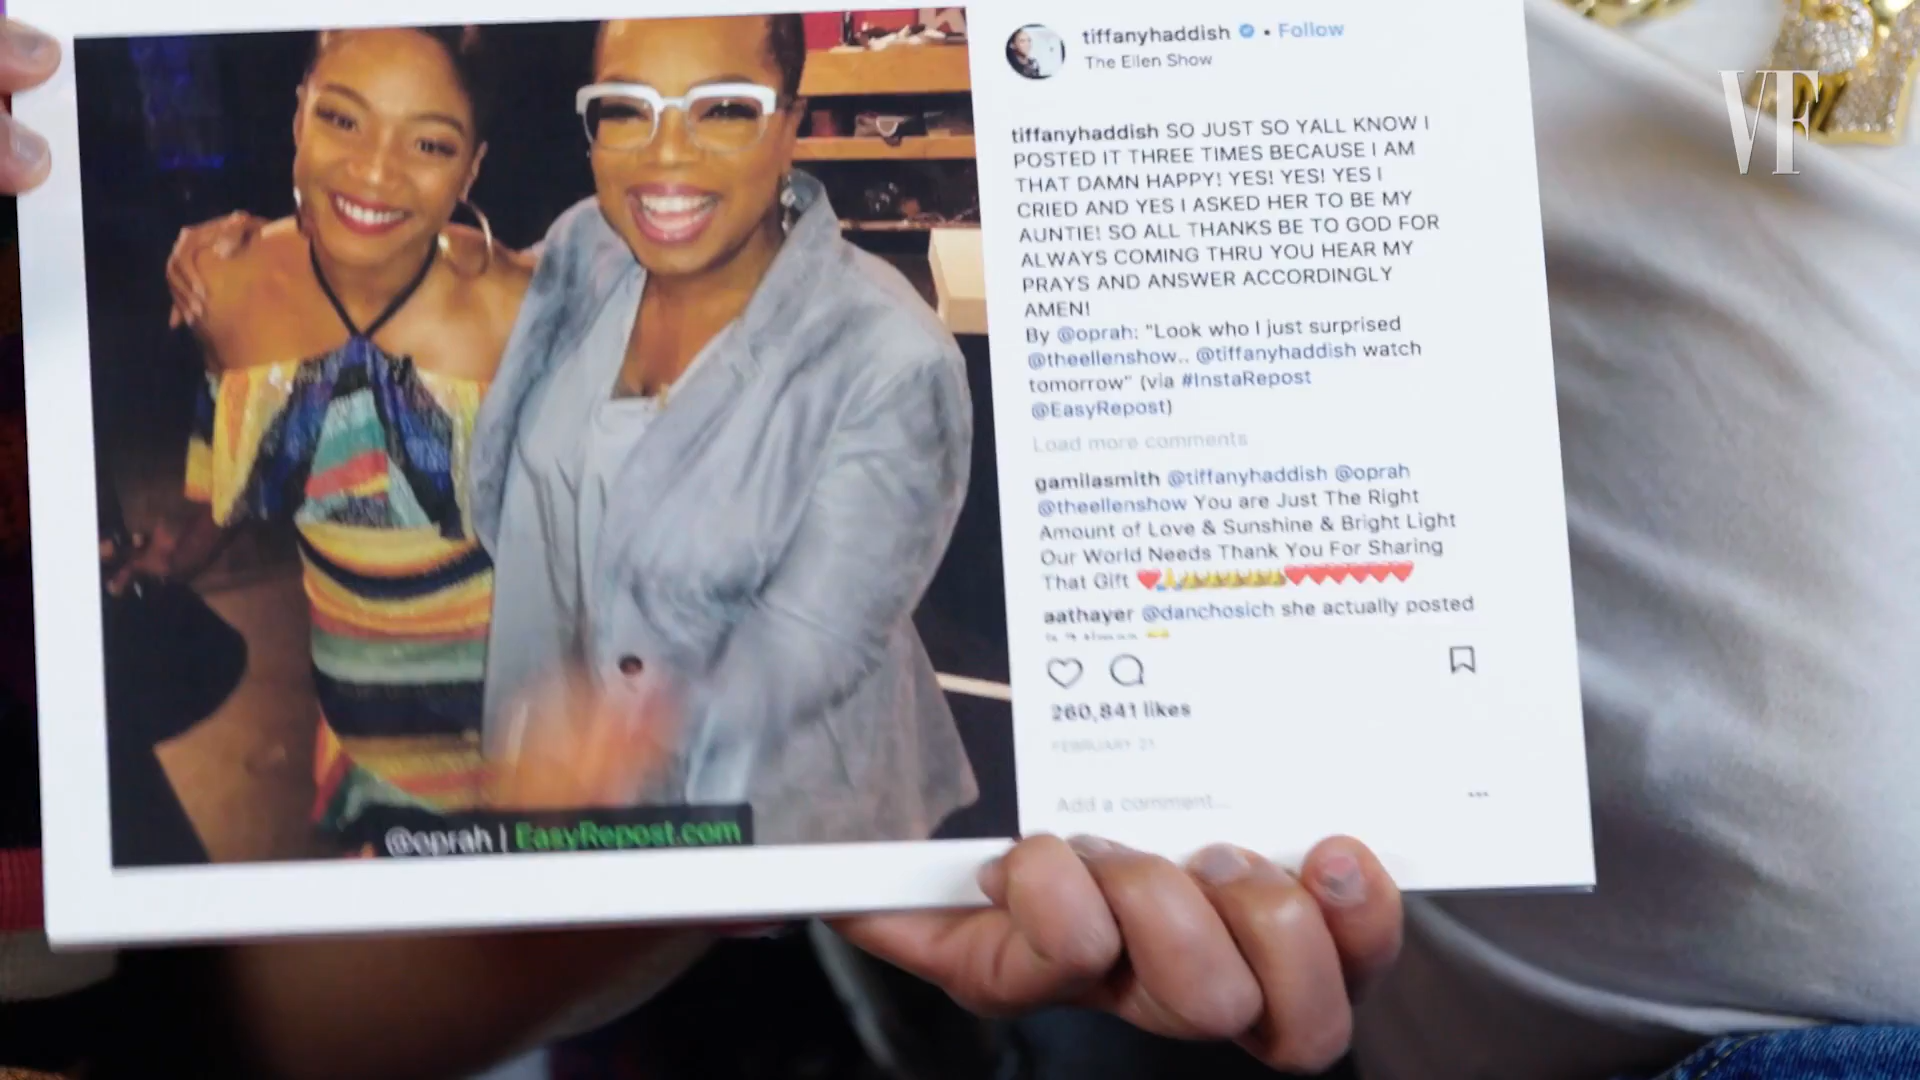 tiffanyhaddish • Follow
The Ellen Show
VF
tiffanyhaddish SO JUST SO YALL KNOW I
POSTED IT THREE TIMES BECAUSE I AM
THAT DAMN HAPPY! YES! YES! YES I
CRIED AND YES I ASKED HER TO BE MY
AUNTIE! SO ALL THANKS BE TO GOD FOR
ALWAYS COMING THRU YOU HEAR MY
PRAYS AND ANSWER ACCORDINGLY
AMEN!
By @oprah: "Look who I just surprised
@theellenshow.. @tiffanyhaddish watch
tomorrow" (via #InstaRepost
@EasyRepost)
Load more comments
gamilasmith @tiffanyhaddish @oprah
@theellenshow You are Just The Right
Amount of Love & Sunshine & Bright Light
Our World Needs Thank You For Sharing
That Gift ❤️🙏
aathayer @danchosich she actually posted
260,841 likes
FEBRUARY 21
Add a comment...
@oprah | EasyRepost.com